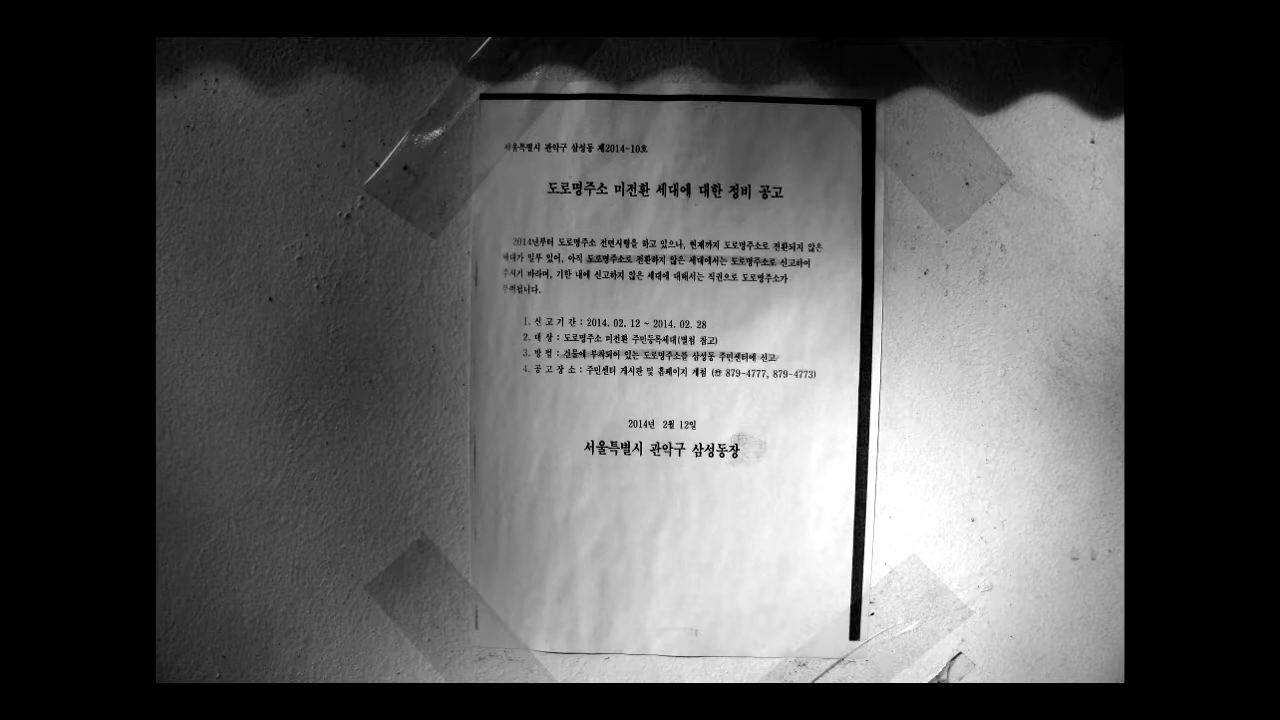 서울특별시 관악구 삼성동 제2014-10호
도로명주소 미전환 세대에 대한 정비 공고
2014년부터 도로명주소 전면시행을 하고 있으나, 현재까지 도로명주소로 전환되지 않은
세대가 일부 있어, 아직 도로명주소로 전환하지 않은 세대에서는 도로명주소로 신고하여
주시기 바라며, 기한 내에 신고하지 않은 세대에 대해서는 직권으로 도로명주소가
부여됩니다.
1. 신 고 기 간 : 2014. 02. 12 ~ 2014. 02. 28
2. 대 상 : 도로명주소 미전환 주민등록세대(별첨 참고)
3. 방 법 : 건물에 부착되어 있는 도로명주소를 삼성동 주민센터에 신고
4. 공 고 장 소 : 주민센터 게시판 및 홈페이지 게첨 (☎ 879-4777, 879-4773)
2014년 2월 12일
서울특별시 관악구 삼성동장